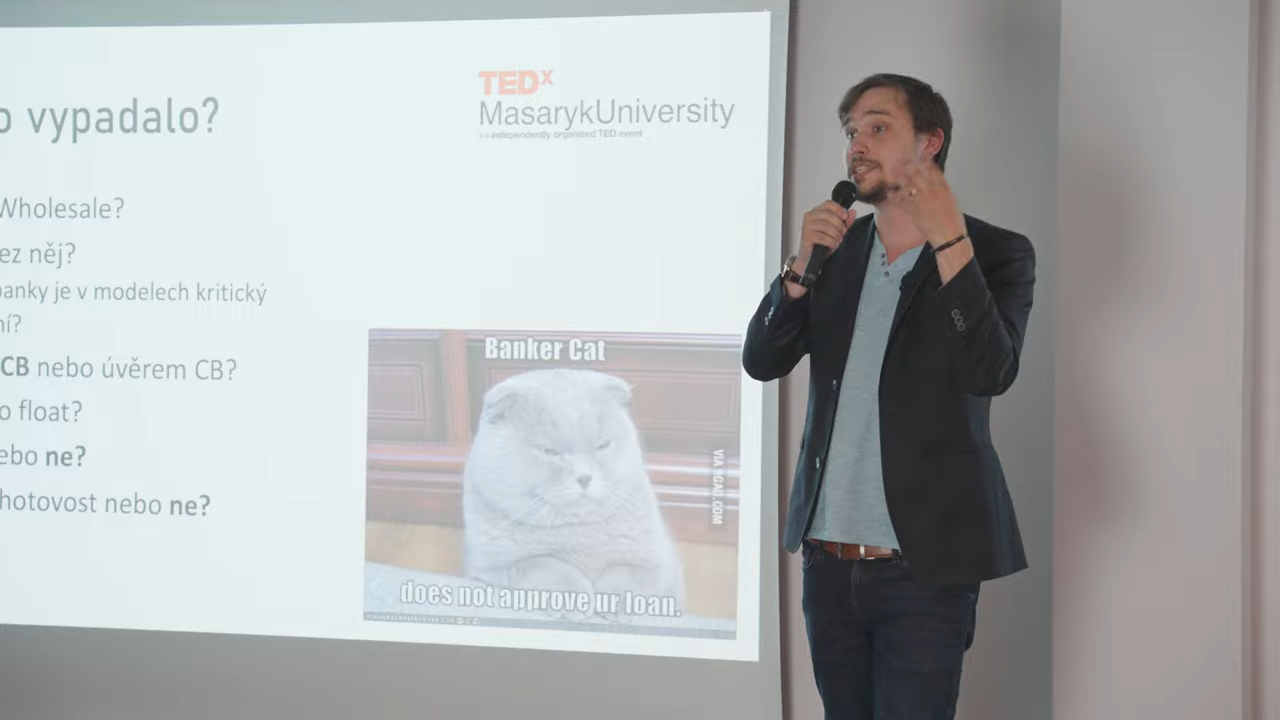 o vypadalo?
TEDx
MasarykUniversity
independently organized TED event
Wholesale?
ez něj?
banky je v modelech kritický
ní?
CB nebo úvěrem CB?
o float?
ebo ne?
hotovost nebo ne?
Banker Cat
VIA 9GAG.COM
does not approve ur loan.